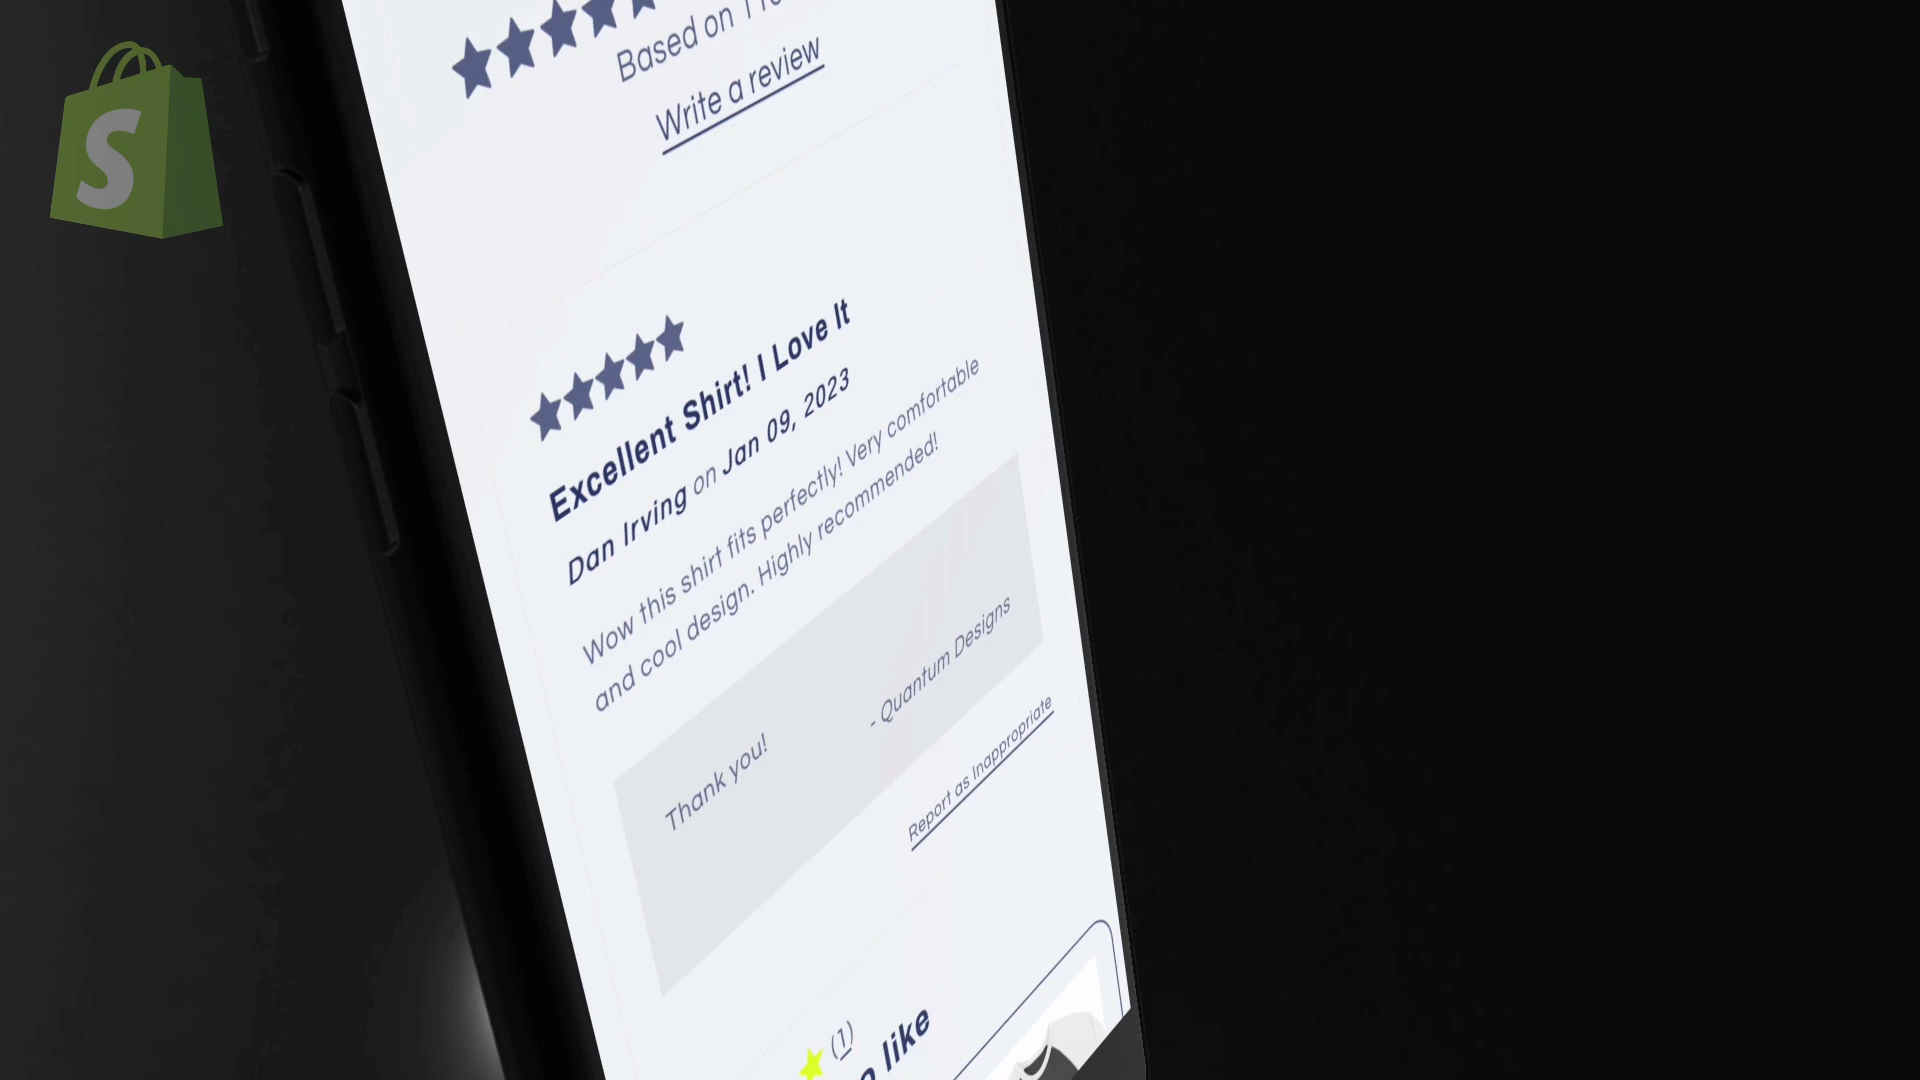 S
Based on
Write a review
Excellent Shirt! I Love It
Dan Irving on Jan 09, 2023
Wow this shirt fits perfectly! Very comfortable
and cool design. Highly recommended!
Thank you!
- Quantum Designs
Report as Inappropriate
(1)
like